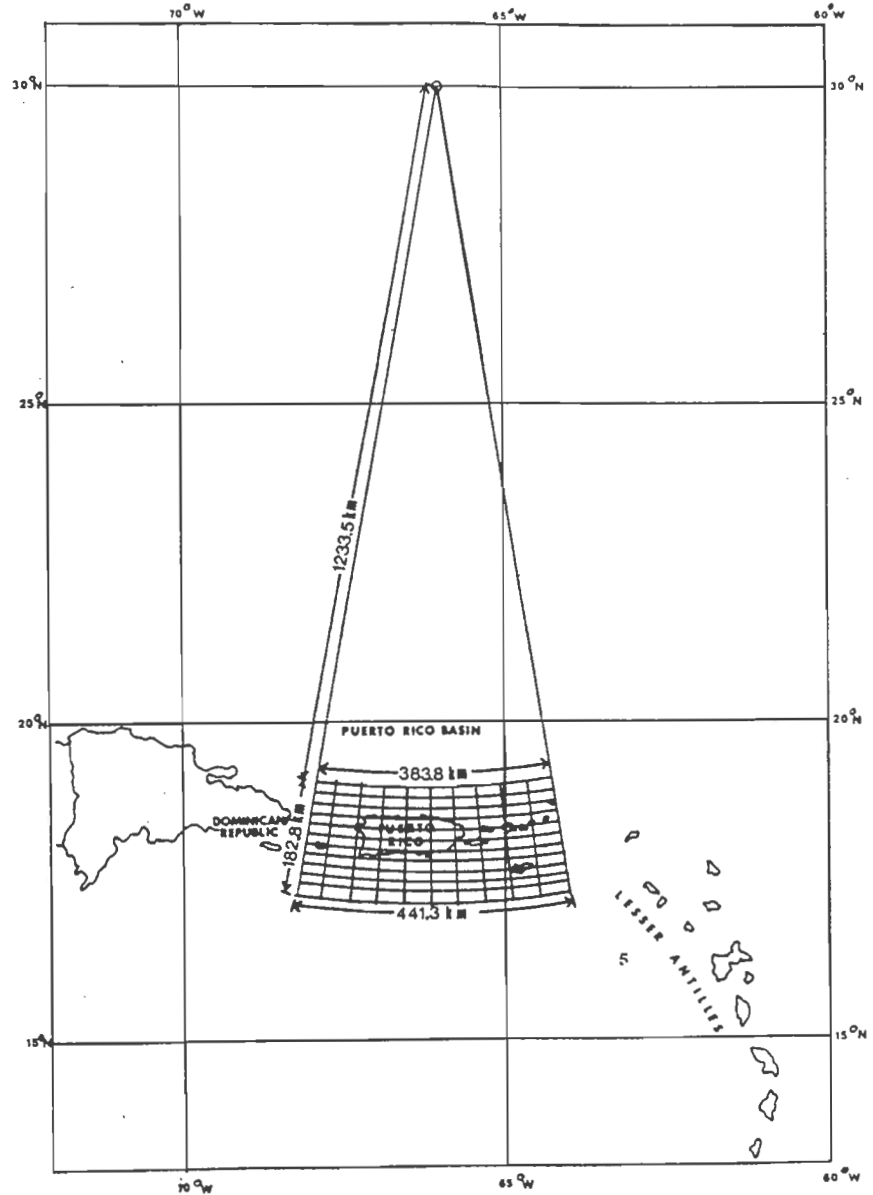 70°W
65°W
60°W
30°N
30°N
25°N
25°N
1233.5 km
20°N
20°N
PUERTO RICO BASIN
383.8 km
DOMINICAN
REPUBLIC
182.8 km
PUERTO
RICO
441.3 km
LESSER ANTILLES
5
15°N
15°N
70°W
65°W
60°W